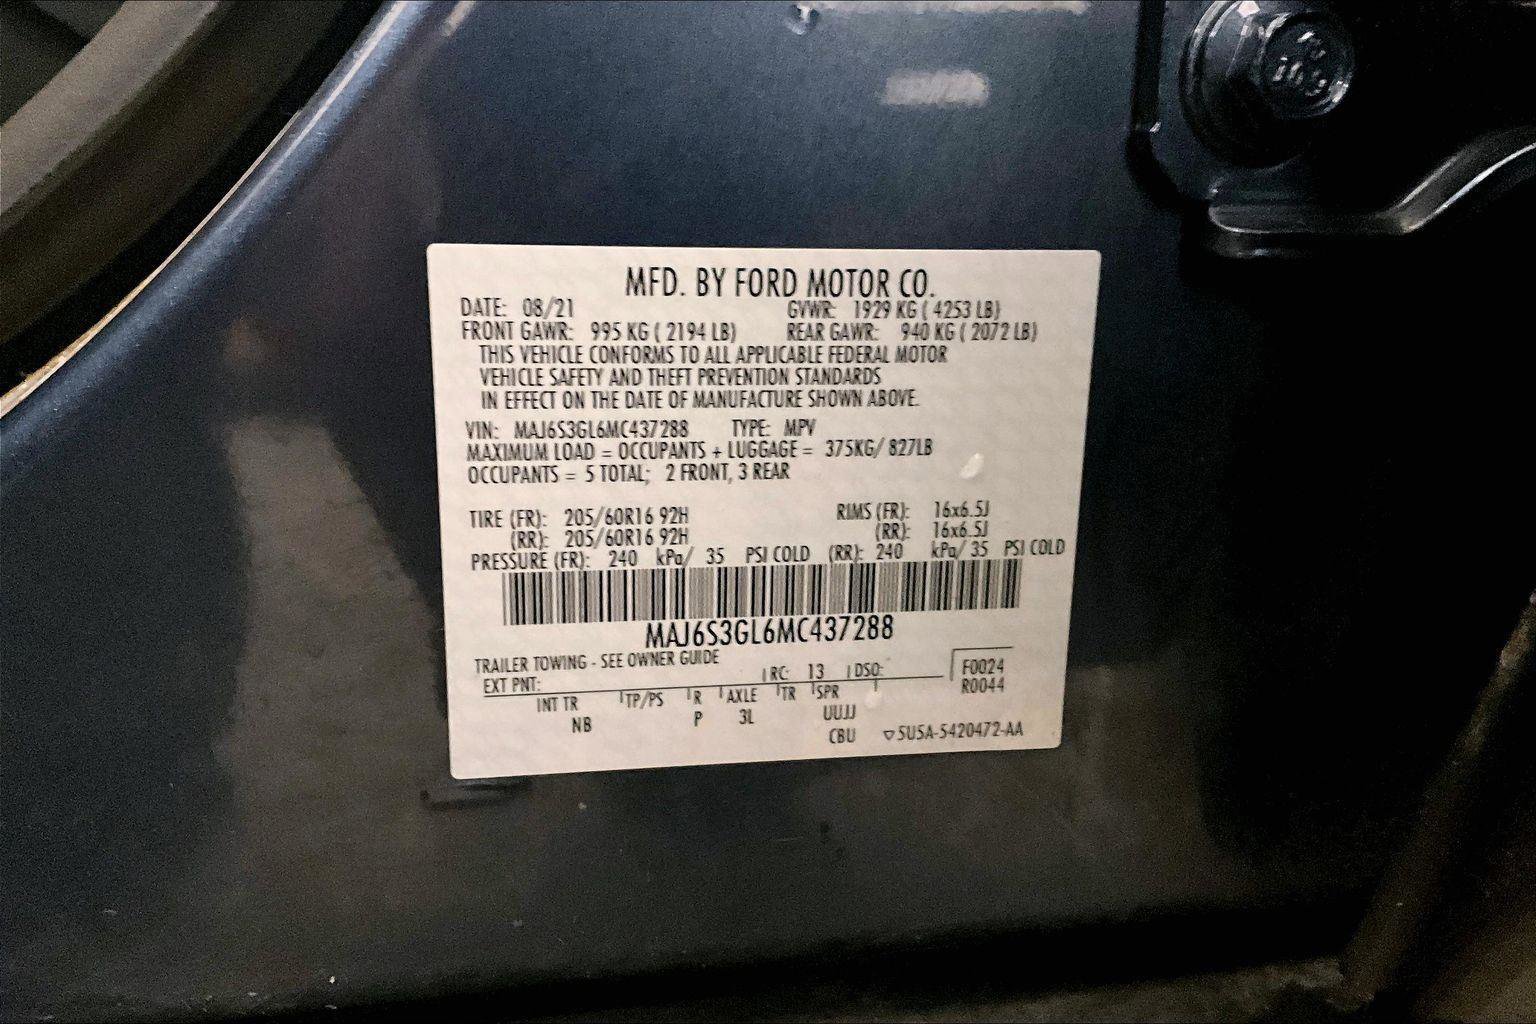 MFD. BY FORD MOTOR CO.
DATE: 08/21 GVWR: 1929 KG ( 4253 LB)
FRONT GAWR: 995 KG ( 2194 LB) REAR GAWR: 940 KG ( 2072 LB)
THIS VEHICLE CONFORMS TO ALL APPLICABLE FEDERAL MOTOR
VEHICLE SAFETY AND THEFT PREVENTION STANDARDS
IN EFFECT ON THE DATE OF MANUFACTURE SHOWN ABOVE.
VIN: MAJ6S3GL6MC437288 TYPE: MPV
MAXIMUM LOAD = OCCUPANTS + LUGGAGE = 375KG/ 827LB
OCCUPANTS = 5 TOTAL; 2 FRONT, 3 REAR
TIRE (FR): 205/60R16 92H RIMS (FR): 16x6.5J
(RR): 205/60R16 92H (RR): 16x6.5J
PRESSURE (FR): 240 kPa/ 35 PSI COLD (RR): 240 kPa/ 35 PSI COLD
MAJ6S3GL6MC437288
TRAILER TOWING - SEE OWNER GUIDE
EXT PNT: RC: 13 DSO: F0024
R0044
INT TR TP/PS R AXLE TR SPR
NB P 3L UUJJ
CBU ▽5U5A-5420472-AA